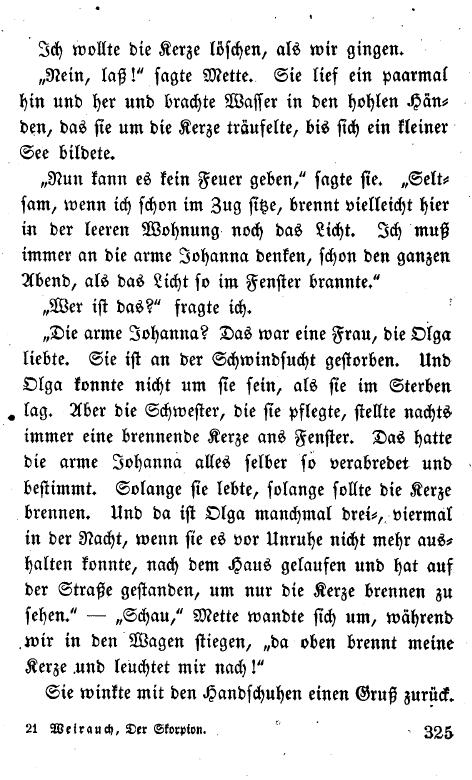 Ich wollte die Kerze löschen, als wir gingen.
„Nein, laß!“ sagte Mette. Sie lief ein paarmal
hin und her und brachte Wasser in den hohlen Hän-
den, das sie um die Kerze träufelte, bis sich ein kleiner
See bildete.
„Nun kann es kein Feuer geben,“ sagte sie. „Selt-
sam, wenn ich schon im Zug sitze, brennt vielleicht hier
in der leeren Wohnung noch das Licht. Ich muß
immer an die arme Johanna denken, schon den ganzen
Abend, als das Licht so im Fenster brannte.“
„Wer ist das?“ fragte ich.
„Die arme Johanna? Das war eine Frau, die Olga
liebte. Sie ist an der Schwindsucht gestorben. Und
Olga konnte nicht um sie sein, als sie im Sterben
lag. Aber die Schwester, die sie pflegte, stellte nachts
immer eine brennende Kerze ans Fenster. Das hatte
die arme Johanna alles selber so verabredet und
bestimmt. Solange sie lebte, solange sollte die Kerze
brennen. Und da ist Olga manchmal drei-, viermal
in der Nacht, wenn sie es vor Unruhe nicht mehr aus-
halten konnte, nach dem Haus gelaufen und hat auf
der Straße gestanden, um nur die Kerze brennen zu
sehen.“ — „Schau,“ Mette wandte sich um, während
wir in den Wagen stiegen, „da oben brennt meine
Kerze und leuchtet mir nach!“
Sie winkte mit den Handschuhen einen Gruß zurück.
21 Weirauch, Der Skorpion.
325